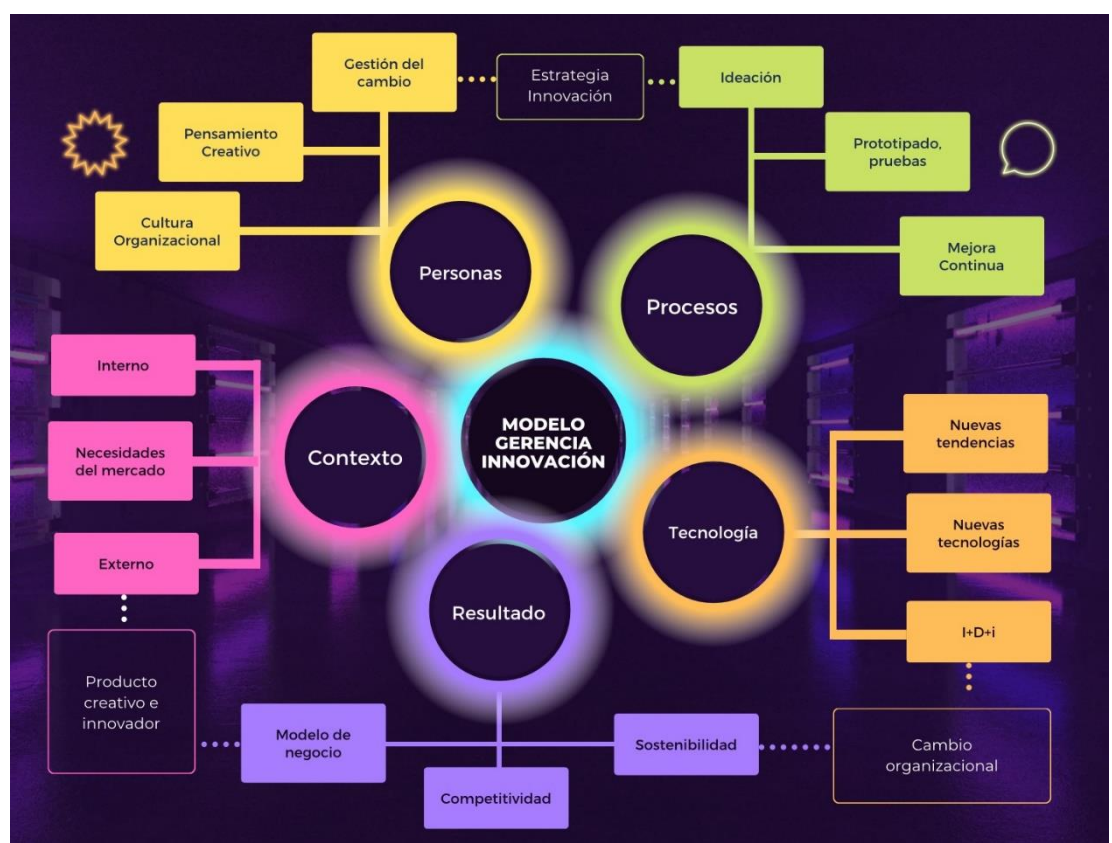 Gestión del
cambio
Estrategia
Innovación
Ideación
Pensamiento
Creativo
Prototipado,
pruebas
Cultura
Organizacional
Mejora
Continua
Personas
Procesos
Interno
Necesidades
del mercado
Externo
Contexto
MODELO
GERENCIA
INNOVACIÓN
Nuevas
tendencias
Nuevas
tecnologías
I+D+i
Tecnología
Resultado
Producto
creativo e
innovador
Modelo de
negocio
Competitividad
Sostenibilidad
Cambio
organizacional